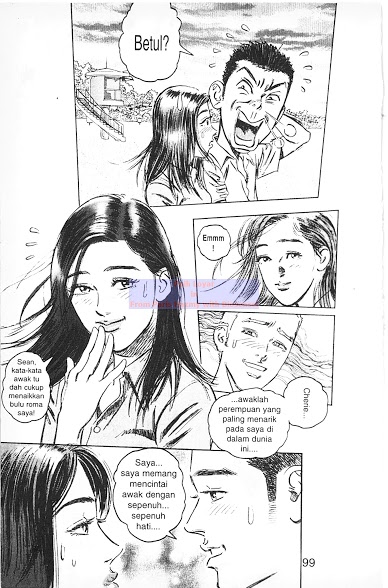 Betul?
Emmm
!
Cherie...
...awaklah
perempuan yang
paling menarik
pada saya di
dalam dunia
ini....
Sean,
kata-kata
awak tu
dah cukup
menaikkan
bulu roma
saya!
Saya...
saya memang
mencintai
awak dengan
sepenuh...
sepenuh
hati....
99